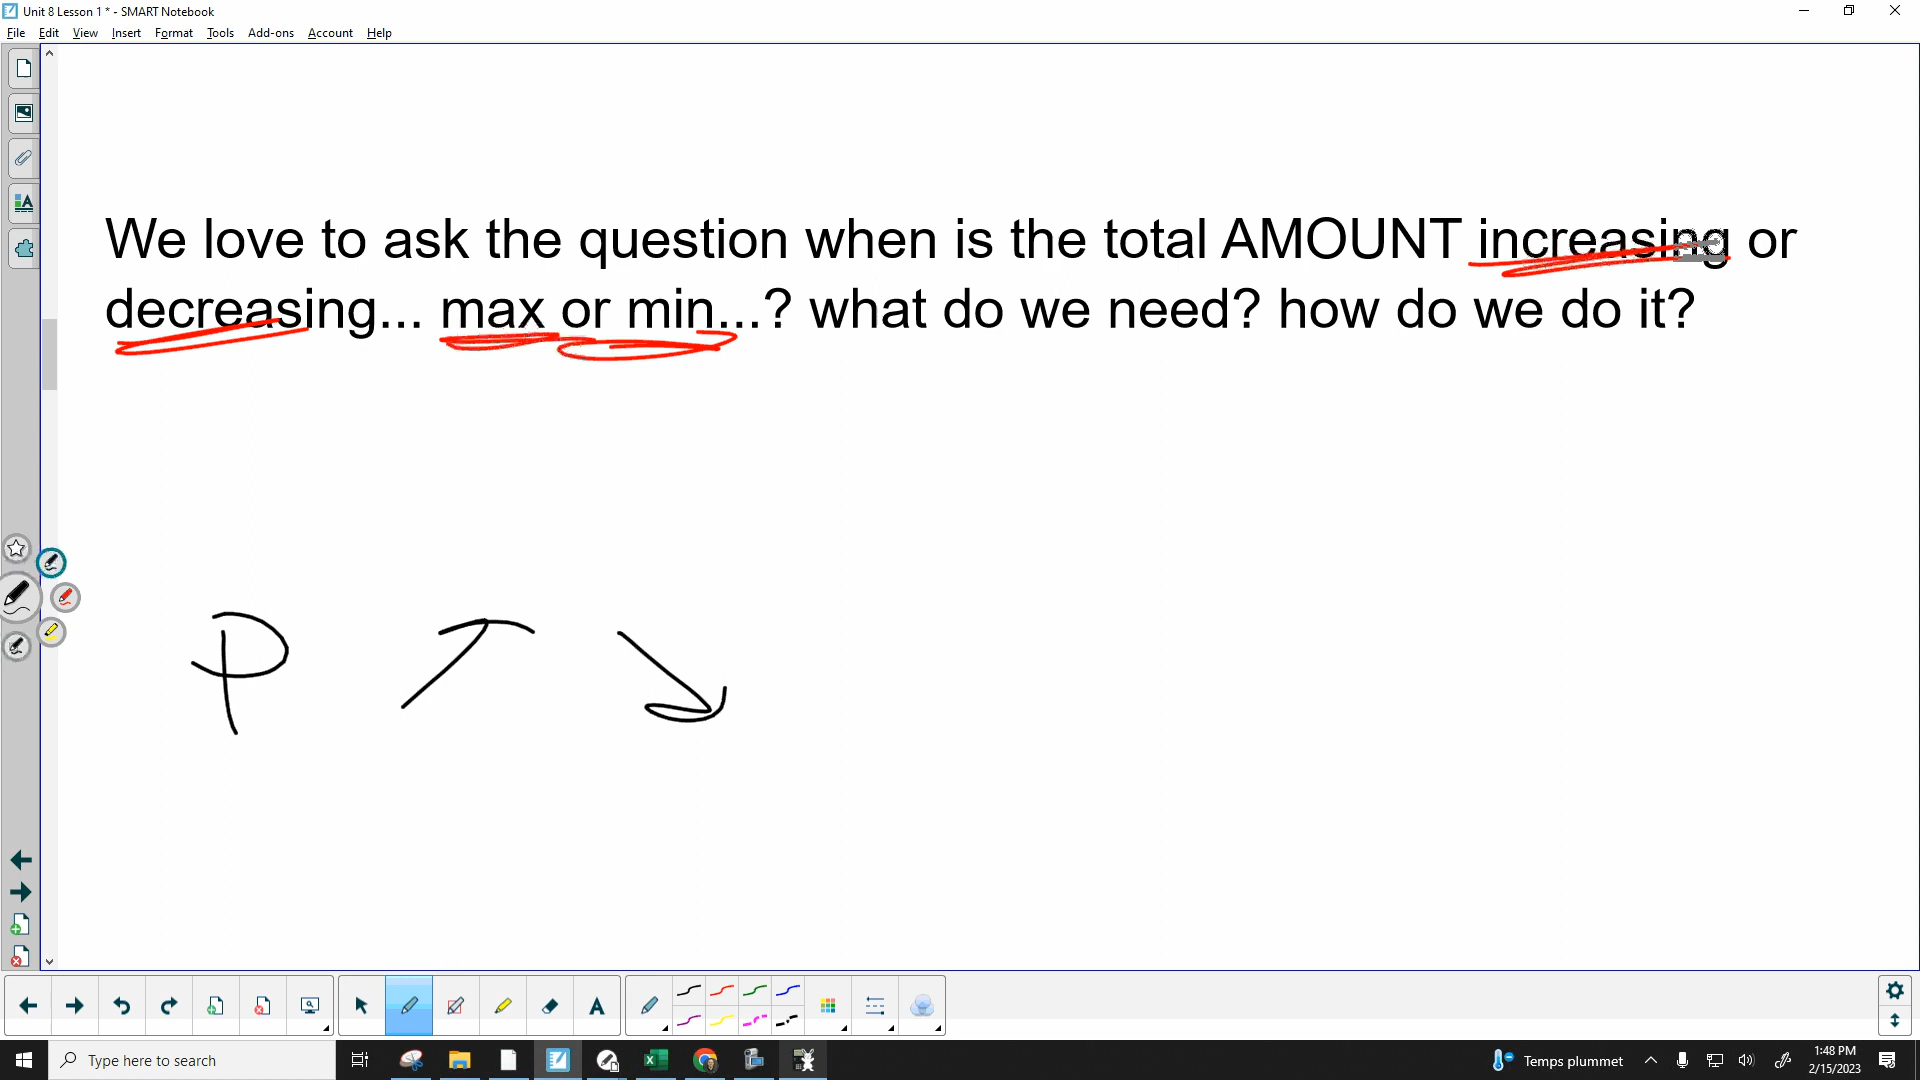 Unit 8 Lesson 1 * - SMART Notebook
File Edit View Insert Format Tools Add-ons Account Help
We love to ask the question when is the total AMOUNT increasing or
decreasing... max or min...? what do we need? how do we do it?
P
Type here to search
Temps plummet
1:48 PM
2/15/2023